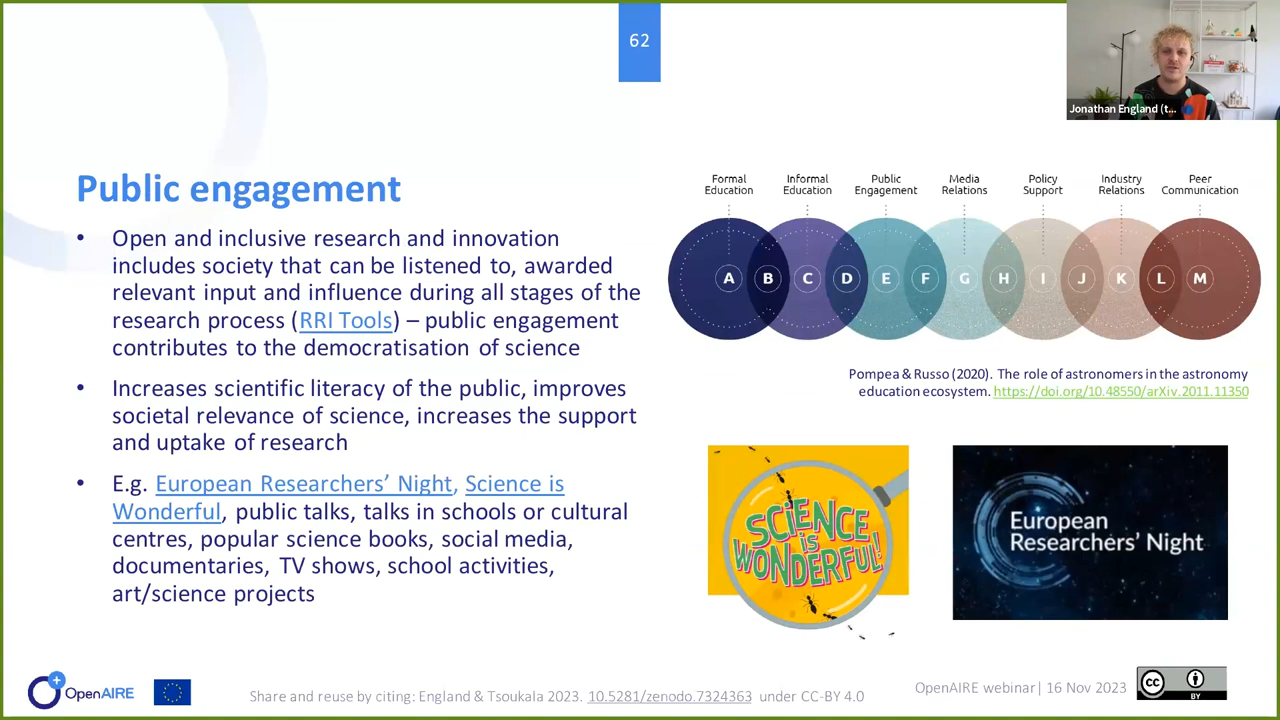 62
Jonathan England (t...
Public engagement
• Open and inclusive research and innovation
includes society that can be listened to, awarded
relevant input and influence during all stages of the
research process (RRI Tools) – public engagement
contributes to the democratisation of science
• Increases scientific literacy of the public, improves
societal relevance of science, increases the support
and uptake of research
• E.g. European Researchers’ Night, Science is
Wonderful, public talks, talks in schools or cultural
centres, popular science books, social media,
documentaries, TV shows, school activities,
art/science projects
Formal Education
Informal Education
Public Engagement
Media Relations
Policy Support
Industry Relations
Peer Communication
A B C D E F G H I J K L M
Pompea & Russo (2020). The role of astronomers in the astronomy
education ecosystem. https://doi.org/10.48550/arXiv.2011.11350
SCiENCE
iS
WONDERFUL!
European
Researchers’ Night
OpenAIRE
Share and reuse by citing: England & Tsoukala 2023. 10.5281/zenodo.7324363 under CC-BY 4.0
OpenAIRE webinar| 16 Nov 2023
cc
BY